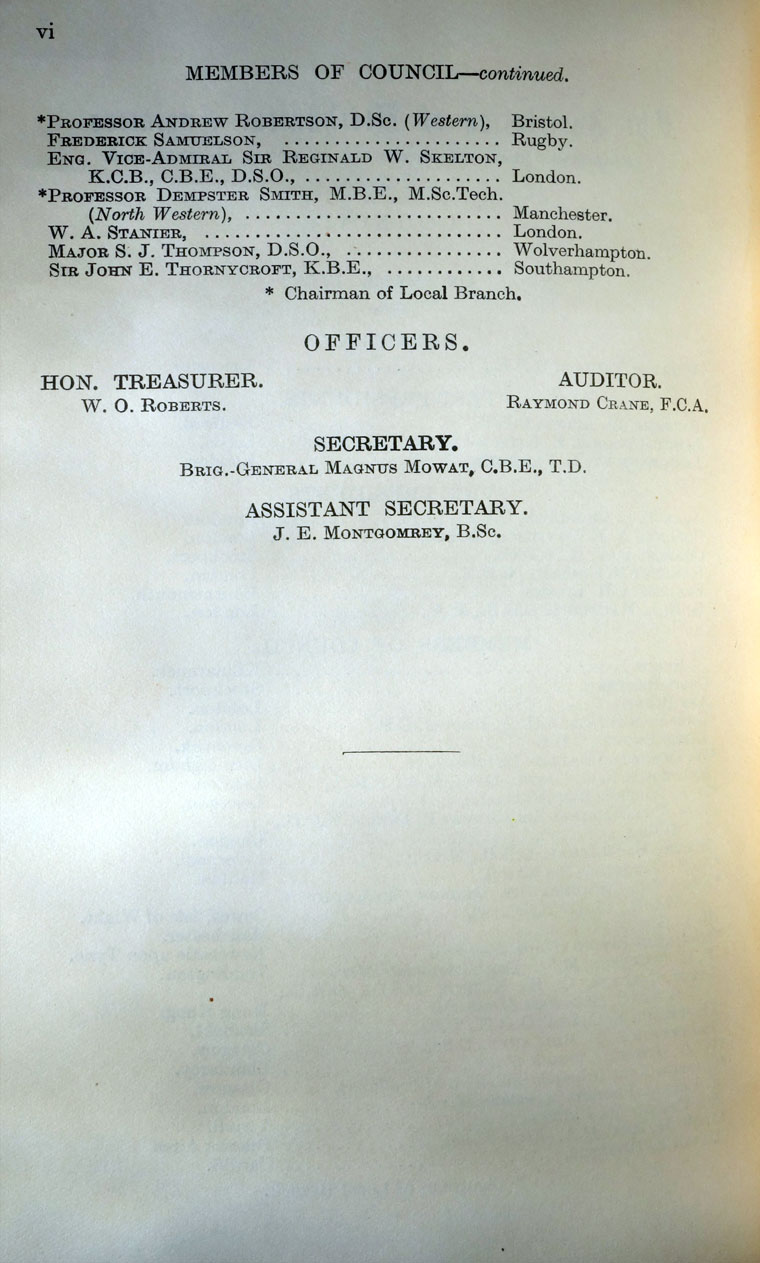 vi
MEMBERS OF COUNCIL—continued.
*Professor Andrew Robertson, D.Sc. (Western), Bristol.
Frederick Samuelson, ..................... Rugby.
Eng. Vice-Admiral Sir Reginald W. Skelton,
K.C.B., C.B.E., D.S.O., ................... London.
*Professor Dempster Smith, M.B.E., M.Sc.Tech.
(North Western), ......................... Manchester.
W. A. Stanier, ............................. London.
Major S. J. Thompson, D.S.O., ............... Wolverhampton.
Sir John E. Thornycroft, K.B.E., ............ Southampton.
* Chairman of Local Branch.
OFFICERS.
HON. TREASURER. AUDITOR.
W. O. Roberts. Raymond Crane, F.C.A.
SECRETARY.
Brig.-General Magnus Mowat, C.B.E., T.D.
ASSISTANT SECRETARY.
J. E. Montgomrey, B.Sc.